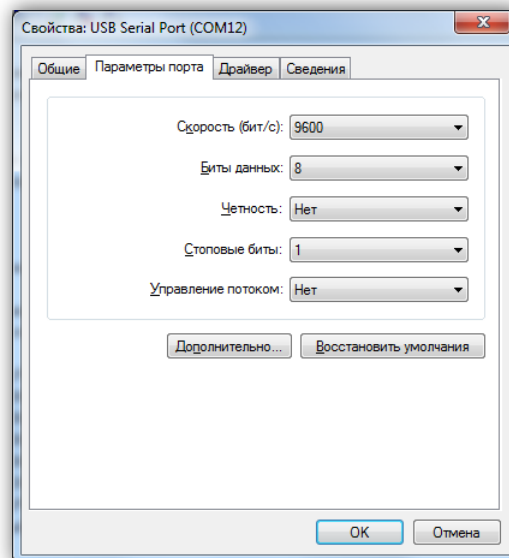 Свойства: USB Serial Port (COM12)
Общие Параметры порта Драйвер Сведения
Скорость (бит/с): 9600
Биты данных: 8
Четность: Нет
Стоповые биты: 1
Управление потоком: Нет
Дополнительно... Восстановить умолчания
OK Отмена